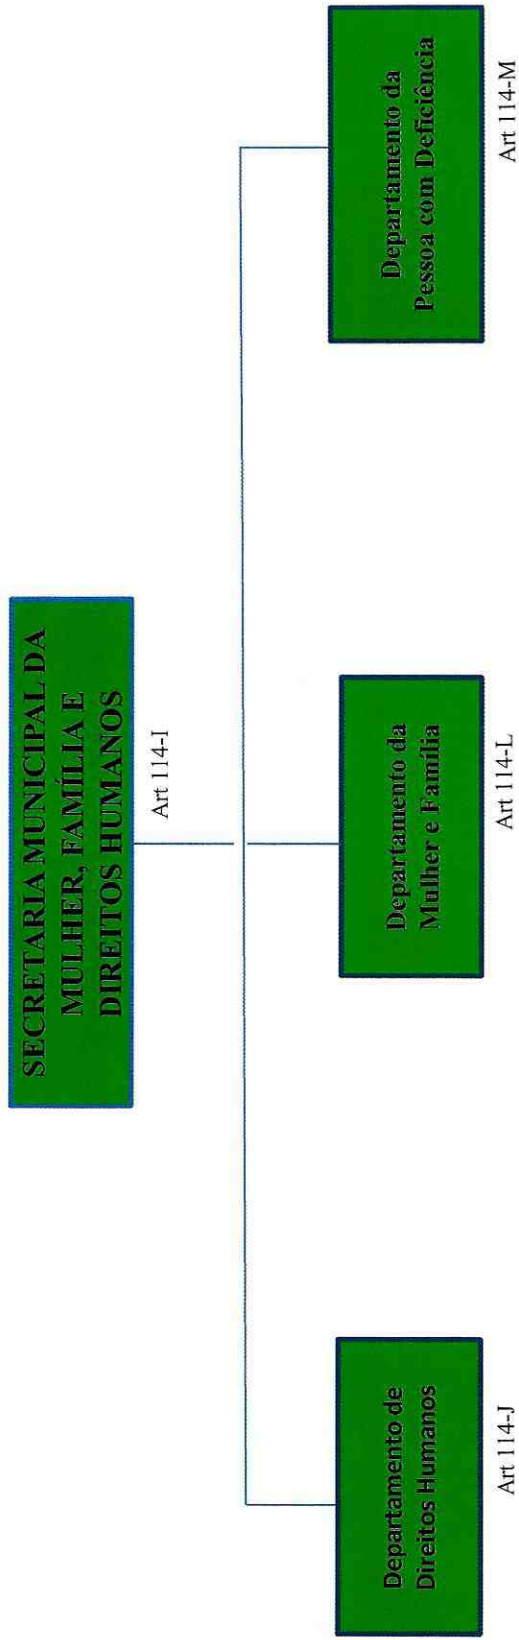 SECRETARIA MUNICIPAL DA
MULHER, FAMÍLIA E
DIREITOS HUMANOS
Art 114-I
Departamento de
Direitos Humanos
Art 114-J
Departamento da
Mulher e Família
Art 114-L
Departamento da
Pessoa com Deficiência
Art 114-M